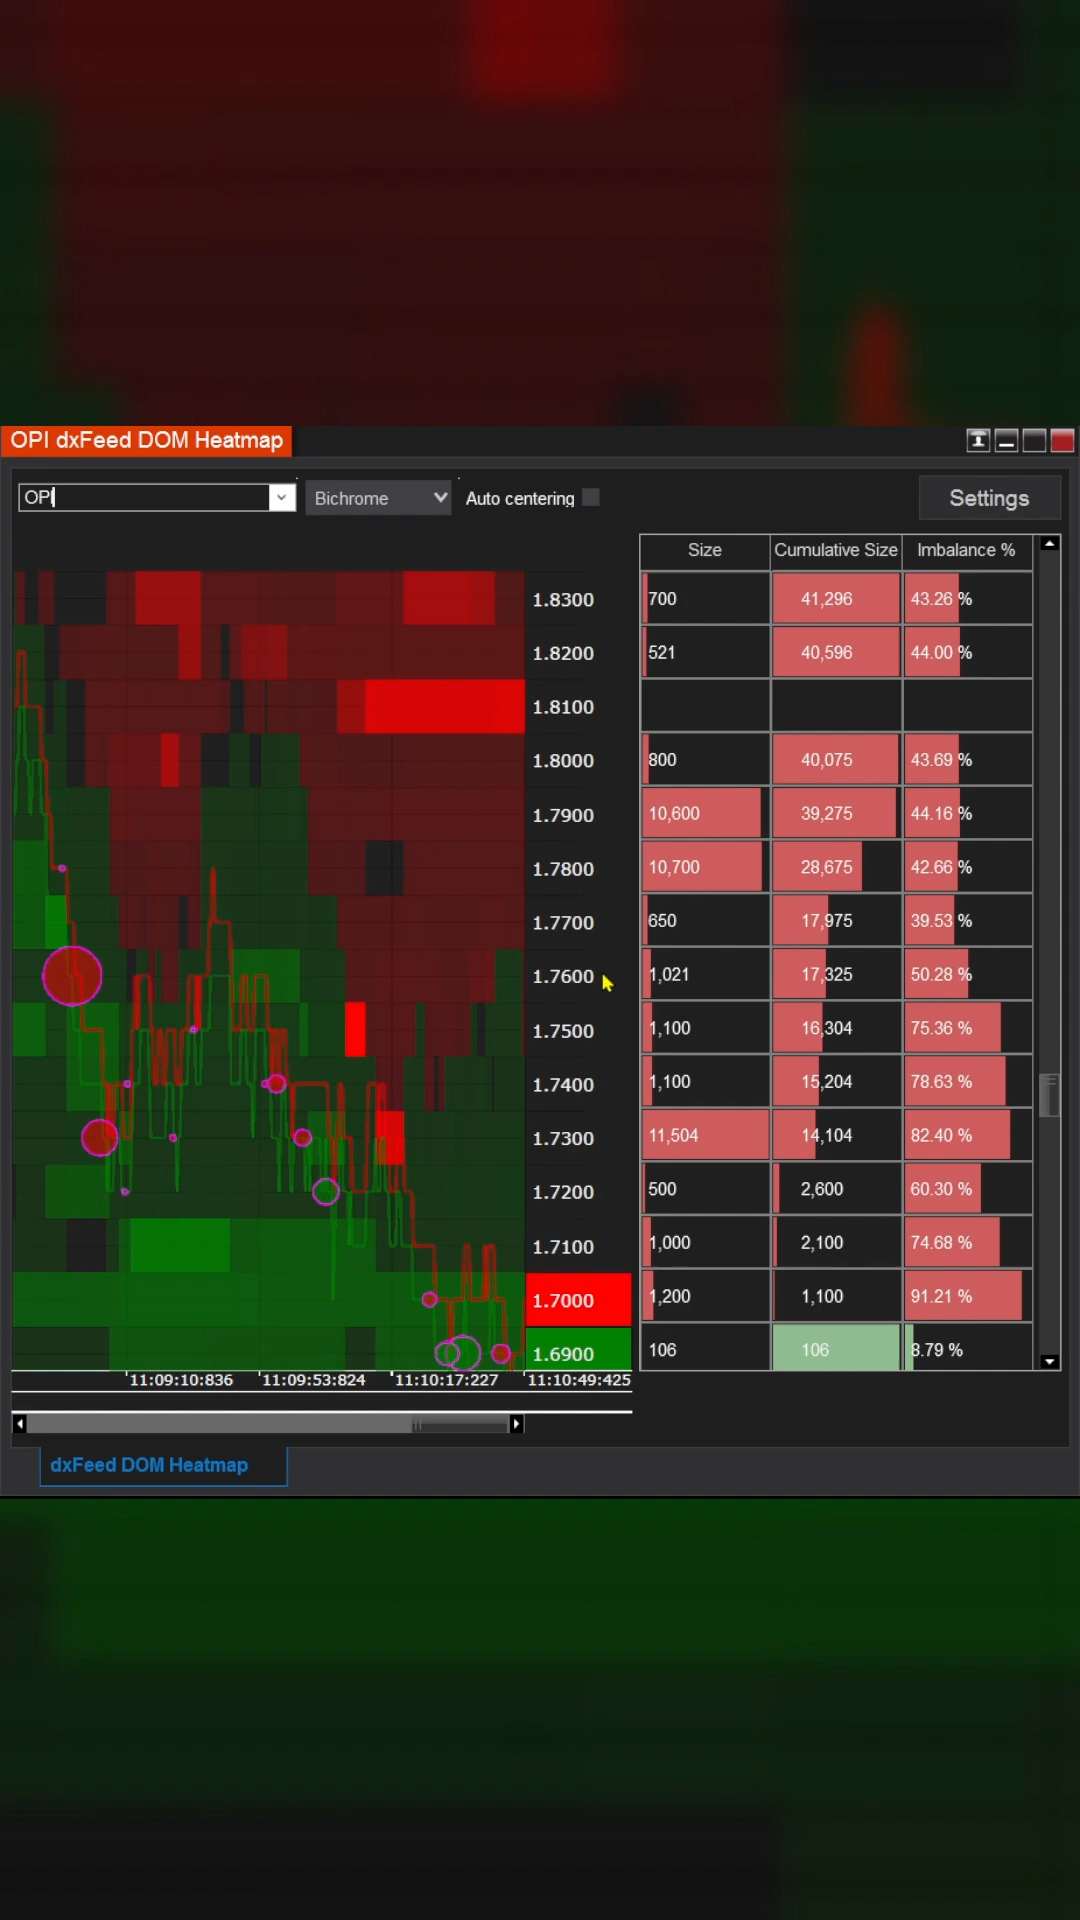 OPI dxFeed DOM Heatmap
OPI Bichrome Auto centering Settings
Size Cumulative Size Imbalance %
1.8300 700 41,296 43.26 %
1.8200 521 40,596 44.00 %
1.8100
1.8000 800 40,075 43.69 %
1.7900 10,600 39,275 44.16 %
1.7800 10,700 28,675 42.66 %
1.7700 650 17,975 39.53 %
1.7600 1,021 17,325 50.28 %
1.7500 1,100 16,304 75.36 %
1.7400 1,100 15,204 78.63 %
1.7300 11,504 14,104 82.40 %
1.7200 500 2,600 60.30 %
1.7100 1,000 2,100 74.68 %
1.7000 1,200 1,100 91.21 %
1.6900 106 106 8.79 %
11:09:10:836 11:09:53:824 11:10:17:227 11:10:49:425
dxFeed DOM Heatmap